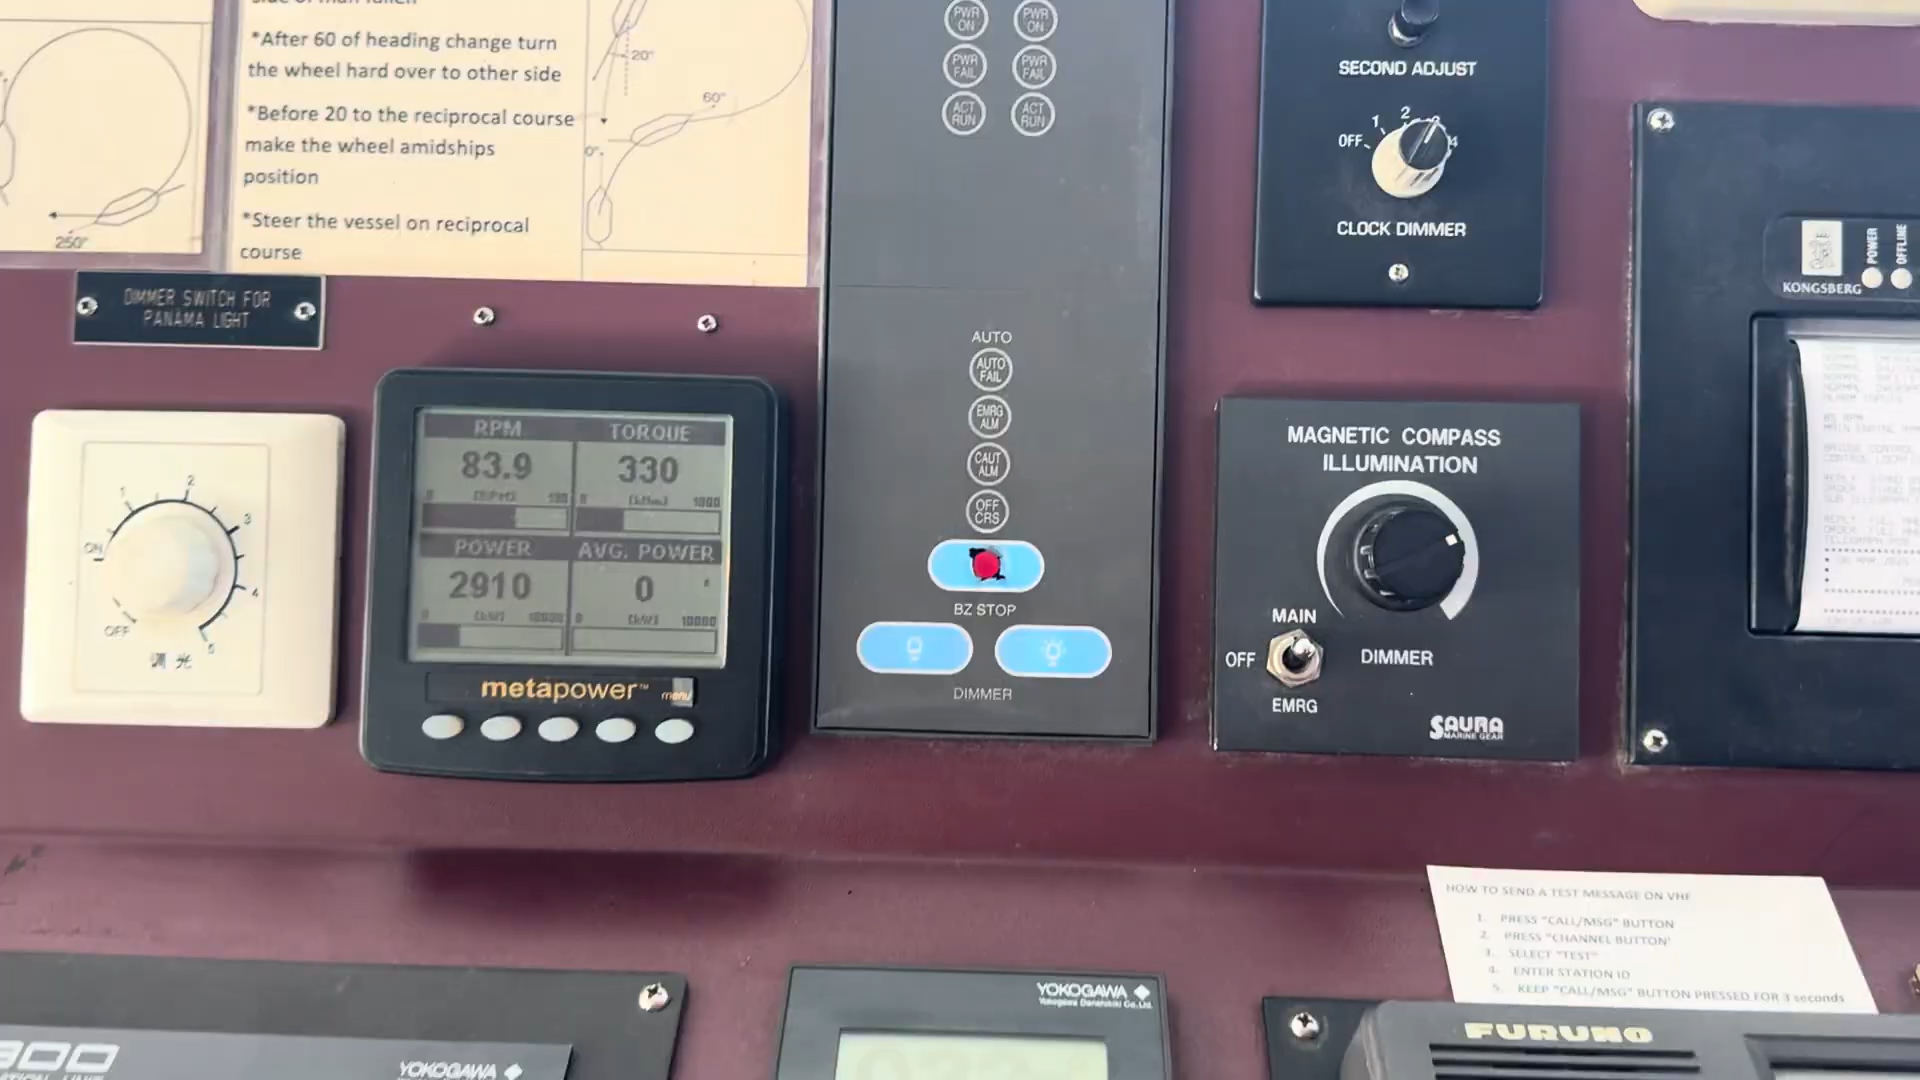 *After 60 of heading change turn
the wheel hard over to other side
*Before 20 to the reciprocal course
make the wheel amidships
position
*Steer the vessel on reciprocal
course
20°
60°
0°
250°
DIMMER SWITCH FOR
PANAMA LIGHT
ON
1
2
3
4
5
OFF
調光
RPM
TORQUE
83.9
330
0
0
1000
POWER
AVG. POWER
2910
0
0
0
10000
metapower™
menu
PWR
ON
PWR
ON
PWR
FAIL
PWR
FAIL
ACT
RUN
ACT
RUN
AUTO
AUTO
FAIL
EMRG
ALM
CAUT
ALM
OFF
CRS
BZ STOP
DIMMER
SECOND ADJUST
OFF
1
2
3
4
CLOCK DIMMER
MAGNETIC COMPASS
ILLUMINATION
MAIN
OFF
EMRG
DIMMER
SAURA
MARINE GEAR
KONGSBERG
POWER
OFFLINE
HOW TO SEND A TEST MESSAGE ON VHF
1. PRESS "CALL/MSG" BUTTON
2. PRESS "CHANNEL BUTTON'
3. SELECT "TEST"
4. ENTER STATION ID
5. KEEP "CALL/MSG" BUTTON PRESSED FOR 3 seconds
YOKOGAWA
YOKOGAWA
Yokogawa Denshikiki Co.,Ltd.
FURUNO